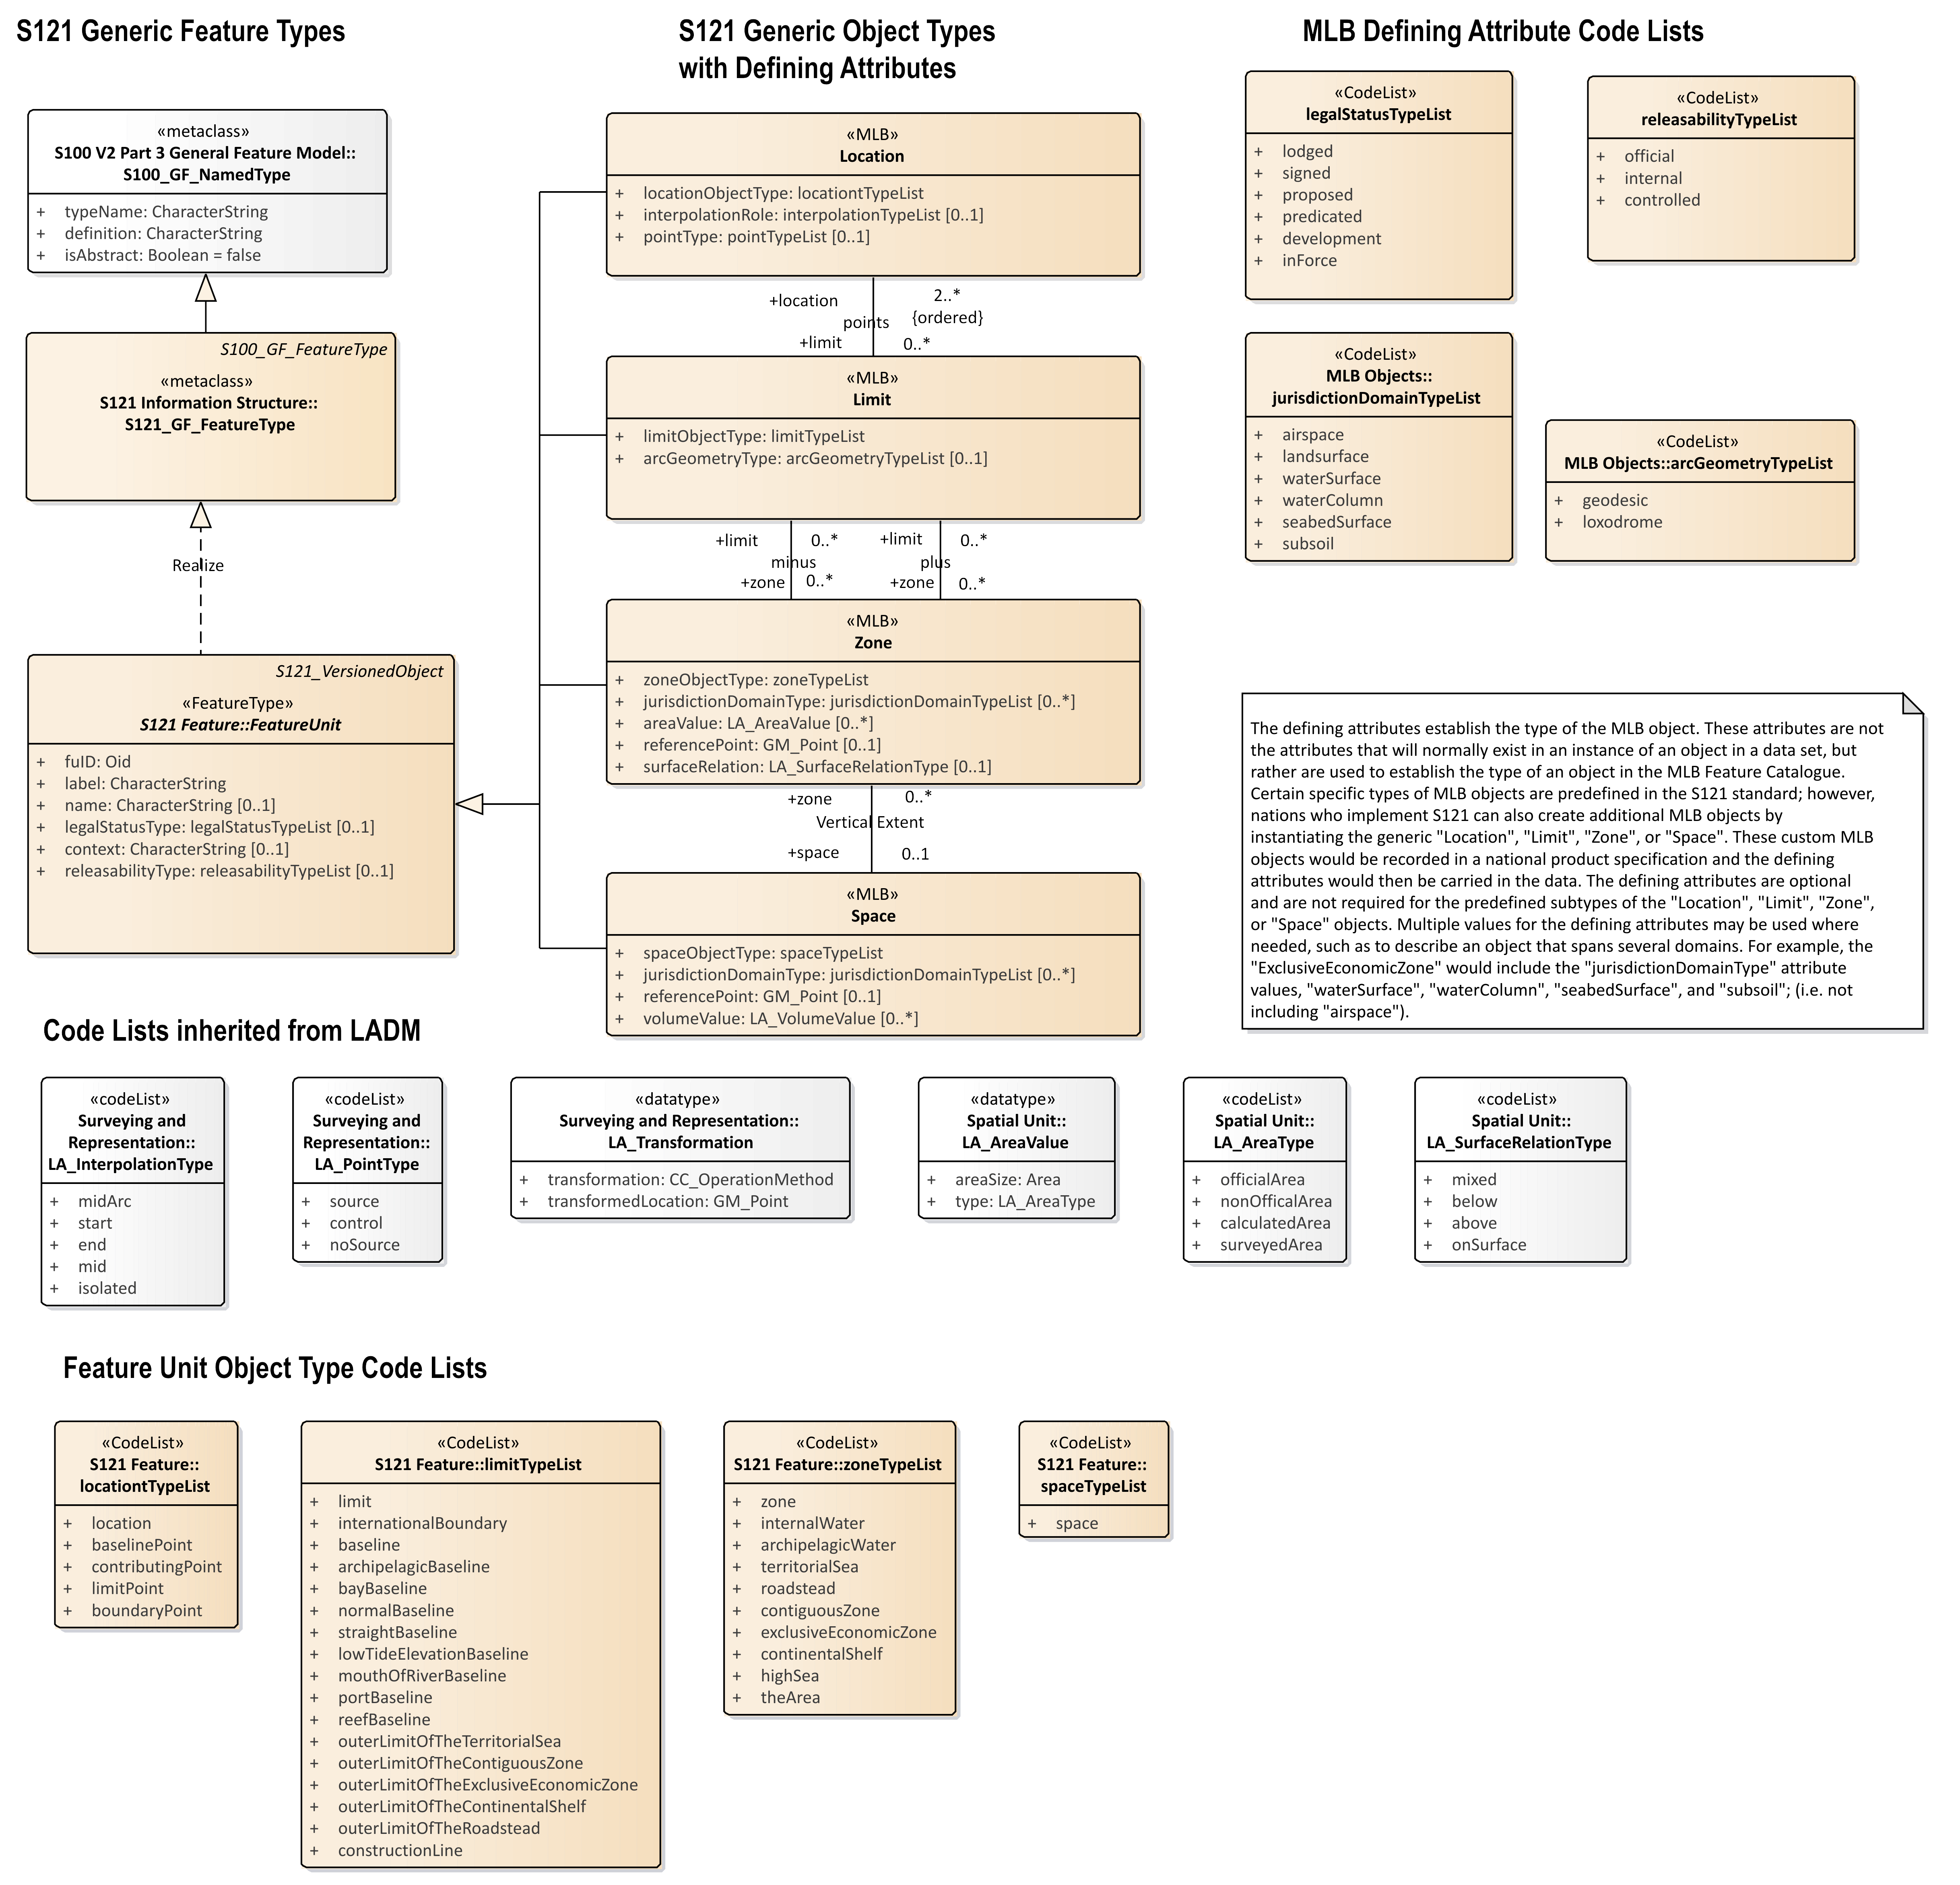 S121 Generic Feature Types
«metaclass»
S100 V2 Part 3 General Feature Model::
S100_GF_NamedType
+ typeName: CharacterString
+ definition: CharacterString
+ isAbstract: Boolean = false
S100_GF_FeatureType
«metaclass»
S121 Information Structure::
S121_GF_FeatureType
Realize
S121_VersionedObject
«FeatureType»
S121 Feature::FeatureUnit
+ fuID: Oid
+ label: CharacterString
+ name: CharacterString [0..1]
+ legalStatusType: legalStatusTypeList [0..1]
+ context: CharacterString [0..1]
+ releasabilityType: releasabilityTypeList [0..1]
S121 Generic Object Types
with Defining Attributes
«MLB»
Location
+ locationObjectType: locationtTypeList
+ interpolationRole: interpolationTypeList [0..1]
+ pointType: pointTypeList [0..1]
+location 2..*
points {ordered}
+limit 0..*
«MLB»
Limit
+ limitObjectType: limitTypeList
+ arcGeometryType: arcGeometryTypeList [0..1]
+limit 0..* +limit 0..*
minus plus
+zone 0..* +zone 0..*
«MLB»
Zone
+ zoneObjectType: zoneTypeList
+ jurisdictionDomainType: jurisdictionDomainTypeList [0..*]
+ areaValue: LA_AreaValue [0..*]
+ referencePoint: GM_Point [0..1]
+ surfaceRelation: LA_SurfaceRelationType [0..1]
+zone 0..*
Vertical Extent
+space 0..1
«MLB»
Space
+ spaceObjectType: spaceTypeList
+ jurisdictionDomainType: jurisdictionDomainTypeList [0..*]
+ referencePoint: GM_Point [0..1]
+ volumeValue: LA_VolumeValue [0..*]
MLB Defining Attribute Code Lists
«CodeList»
legalStatusTypeList
+ lodged
+ signed
+ proposed
+ predicated
+ development
+ inForce
«CodeList»
releasabilityTypeList
+ official
+ internal
+ controlled
«CodeList»
MLB Objects::
jurisdictionDomainTypeList
+ airspace
+ landsurface
+ waterSurface
+ waterColumn
+ seabedSurface
+ subsoil
«CodeList»
MLB Objects::arcGeometryTypeList
+ geodesic
+ loxodrome
The defining attributes establish the type of the MLB object. These attributes are not
the attributes that will normally exist in an instance of an object in a data set, but
rather are used to establish the type of an object in the MLB Feature Catalogue.
Certain specific types of MLB objects are predefined in the S121 standard; however,
nations who implement S121 can also create additional MLB objects by
instantiating the generic "Location", "Limit", "Zone", or "Space". These custom MLB
objects would be recorded in a national product specification and the defining
attributes would then be carried in the data. The defining attributes are optional
and are not required for the predefined subtypes of the "Location", "Limit", "Zone",
or "Space" objects. Multiple values for the defining attributes may be used where
needed, such as to describe an object that spans several domains. For example, the
"ExclusiveEconomicZone" would include the "jurisdictionDomainType" attribute
values, "waterSurface", "waterColumn", "seabedSurface", and "subsoil"; (i.e. not
including "airspace").
Code Lists inherited from LADM
«codeList»
Surveying and
Representation::
LA_InterpolationType
+ midArc
+ start
+ end
+ mid
+ isolated
«codeList»
Surveying and
Representation::
LA_PointType
+ source
+ control
+ noSource
«datatype»
Surveying and Representation::
LA_Transformation
+ transformation: CC_OperationMethod
+ transformedLocation: GM_Point
«datatype»
Spatial Unit::
LA_AreaValue
+ areaSize: Area
+ type: LA_AreaType
«codeList»
Spatial Unit::
LA_AreaType
+ officialArea
+ nonOfficalArea
+ calculatedArea
+ surveyedArea
«codeList»
Spatial Unit::
LA_SurfaceRelationType
+ mixed
+ below
+ above
+ onSurface
Feature Unit Object Type Code Lists
«CodeList»
S121 Feature::
locationtTypeList
+ location
+ baselinePoint
+ contributingPoint
+ limitPoint
+ boundaryPoint
«CodeList»
S121 Feature::limitTypeList
+ limit
+ internationalBoundary
+ baseline
+ archipelagicBaseline
+ bayBaseline
+ normalBaseline
+ straightBaseline
+ lowTideElevationBaseline
+ mouthOfRiverBaseline
+ portBaseline
+ reefBaseline
+ outerLimitOfTheTerritorialSea
+ outerLimitOfTheContiguousZone
+ outerLimitOfTheExclusiveEconomicZone
+ outerLimitOfTheContinentalShelf
+ outerLimitOfTheRoadstead
+ constructionLine
«CodeList»
S121 Feature::zoneTypeList
+ zone
+ internalWater
+ archipelagicWater
+ territorialSea
+ roadstead
+ contiguousZone
+ exclusiveEconomicZone
+ continentalShelf
+ highSea
+ theArea
«CodeList»
S121 Feature::
spaceTypeList
+ space